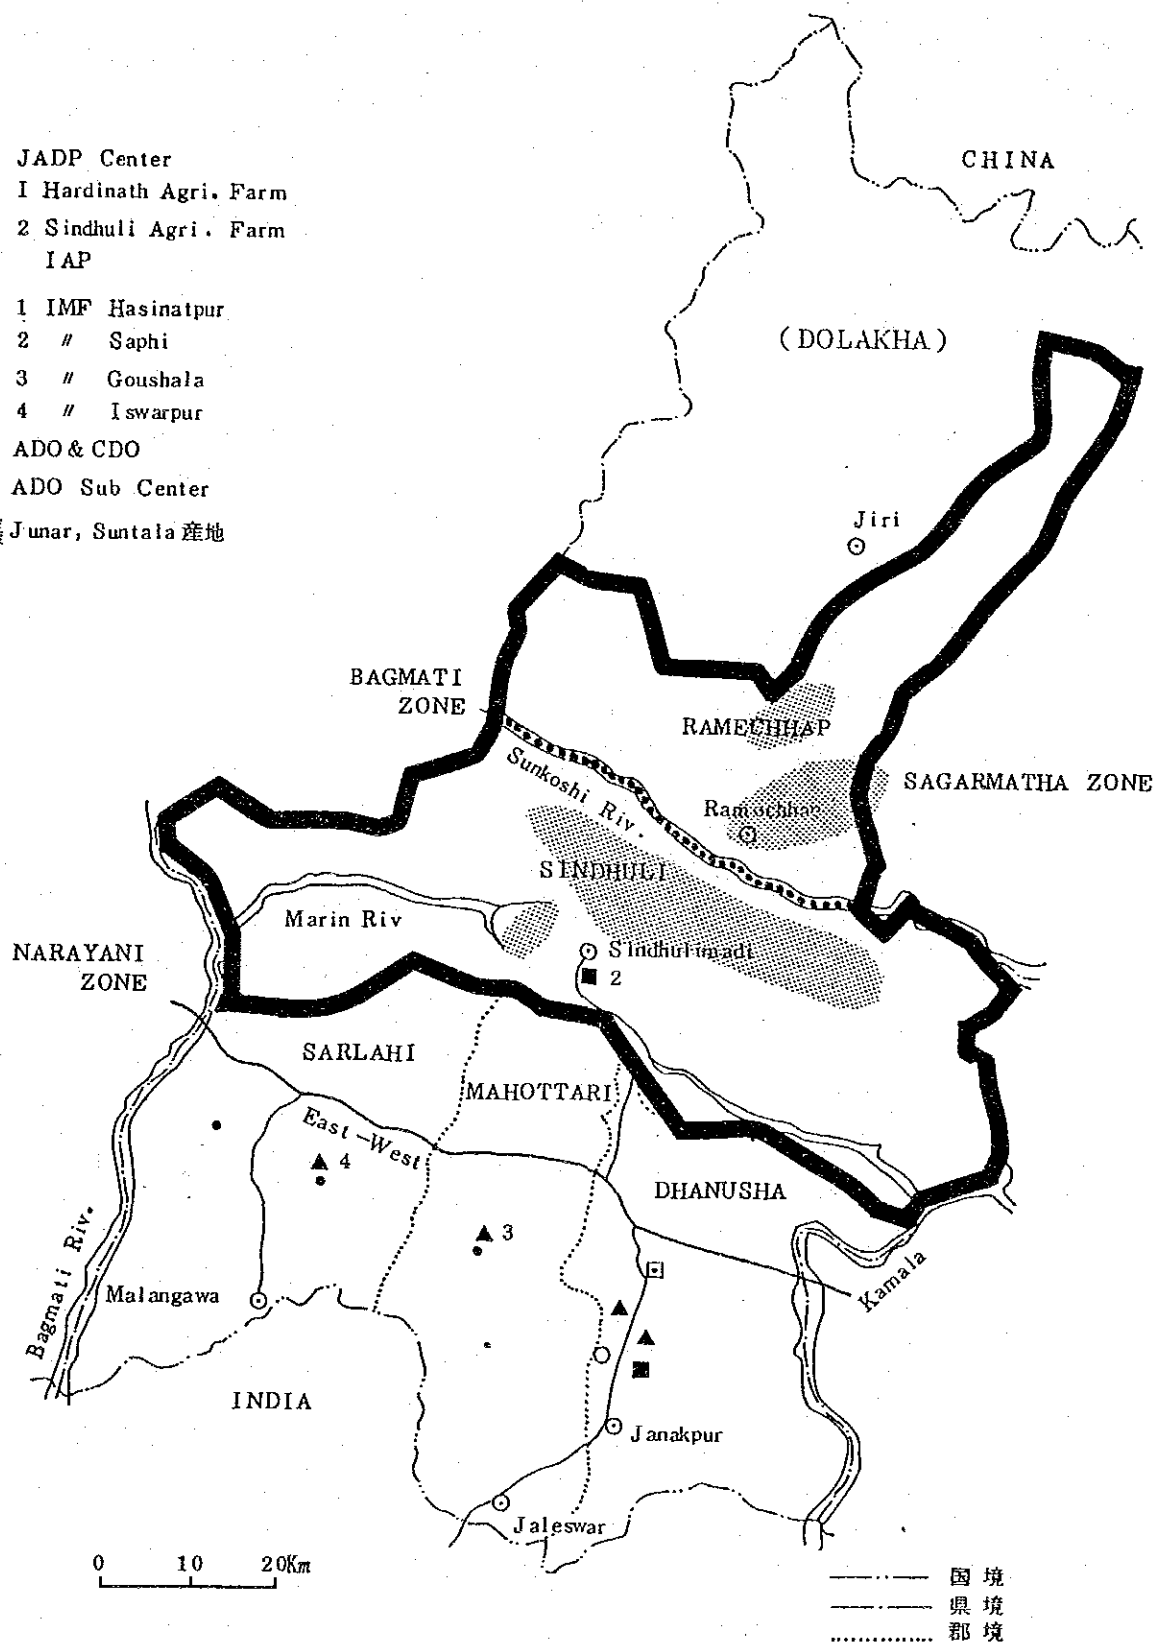 JADP Center
I Hardinath Agri. Farm
2 Sindhuli Agri. Farm
IAP
1 IMF Hasinatpur
2 〃 Saphi
3 〃 Goushala
4 〃 Iswarpur
ADO & CDO
ADO Sub Center
Junar, Suntala 産地
CHINA
(DOLAKHA)
Jiri
BAGMATI
ZONE
RAMECHHAP
Sunkoshi Riv.
SAGARMATHA ZONE
Ramechhap
SINDHULI
Marin Riv
NARAYANI
ZONE
Sindhulimadi
2
SARLAHI
MAHOTTARI
East-West
4
DHANUSHA
3
Bagmati Riv.
Malangawa
Kamala
INDIA
Janakpur
Jaleswar
0 10 20Km
国境
県境
郡境